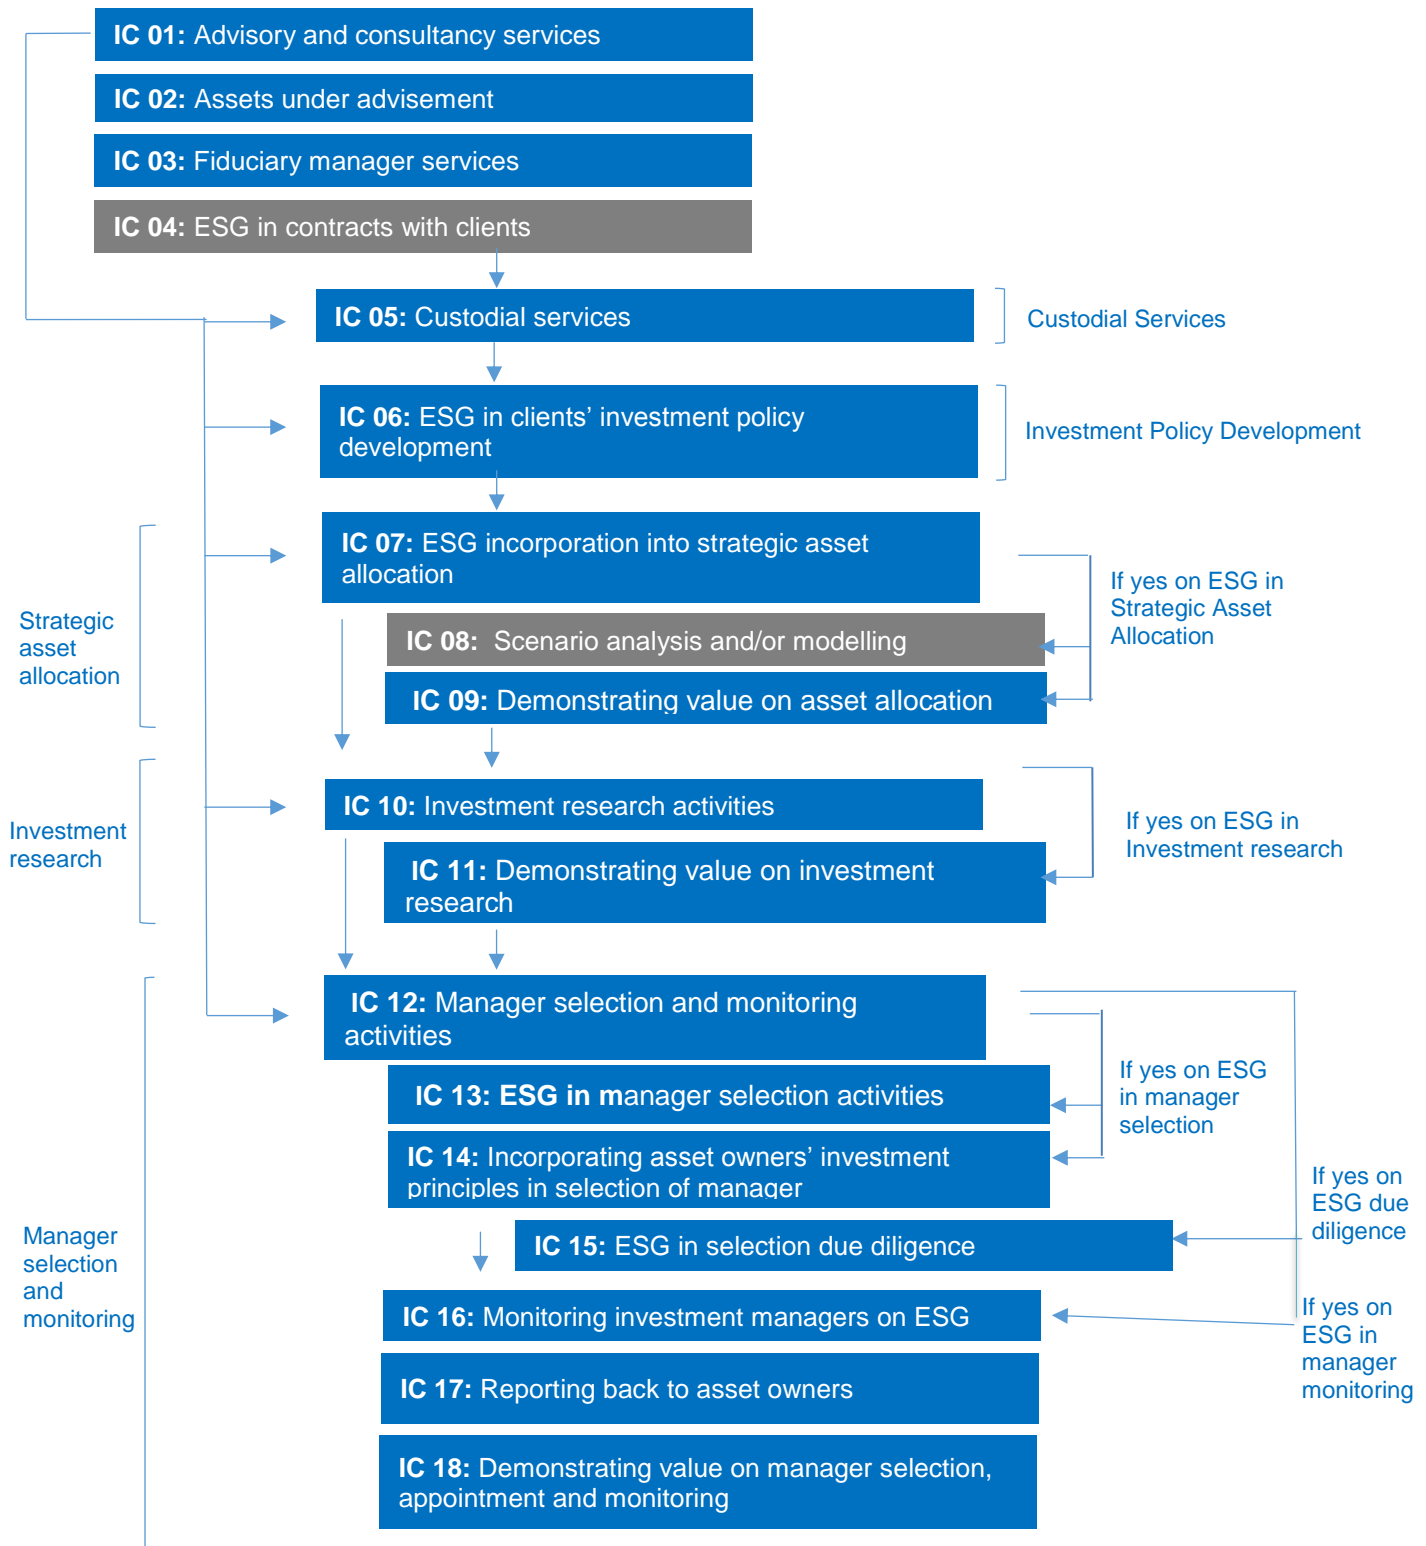 IC 01: Advisory and consultancy services
IC 02: Assets under advisement
IC 03: Fiduciary manager services
IC 04: ESG in contracts with clients
IC 05: Custodial services
Custodial Services
IC 06: ESG in clients’ investment policy
development
Investment Policy Development
IC 07: ESG incorporation into strategic asset
allocation
If yes on ESG in
Strategic Asset
Allocation
Strategic
asset
allocation
IC 08: Scenario analysis and/or modelling
IC 09: Demonstrating value on asset allocation
IC 10: Investment research activities
If yes on ESG in
Investment research
Investment
research
IC 11: Demonstrating value on investment
research
IC 12: Manager selection and monitoring
activities
If yes on ESG
in manager
selection
IC 13: ESG in manager selection activities
IC 14: Incorporating asset owners’ investment
principles in selection of manager
If yes on
ESG due
diligence
IC 15: ESG in selection due diligence
Manager
selection
and
monitoring
IC 16: Monitoring investment managers on ESG
If yes on
ESG in
manager
monitoring
IC 17: Reporting back to asset owners
IC 18: Demonstrating value on manager selection,
appointment and monitoring